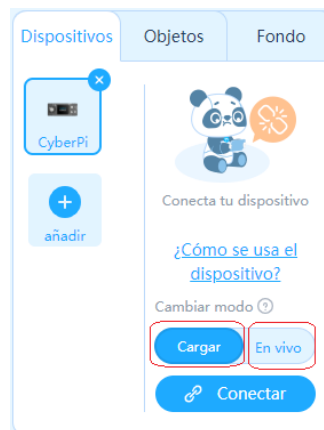 Dispositivos
Objetos
Fondo
CyberPi
añadir
Conecta tu dispositivo
¿Cómo se usa el
dispositivo?
Cambiar modo ?
Cargar
En vivo
Conectar